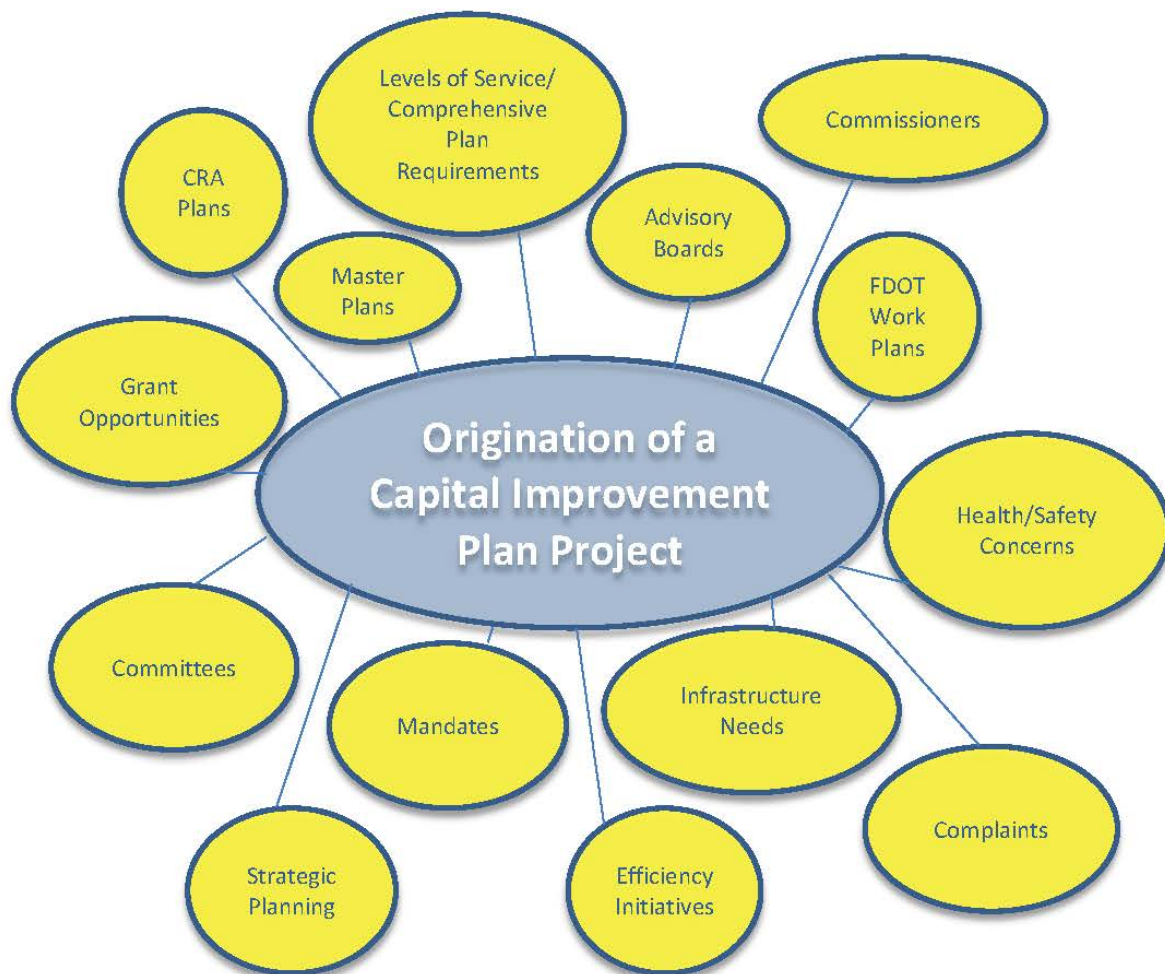 Levels of Service/
Comprehensive
Plan
Requirements
Commissioners
CRA
Plans
Advisory
Boards
Master
Plans
FDOT
Work
Plans
Grant
Opportunities
Origination of a
Capital Improvement
Plan Project
Health/Safety
Concerns
Committees
Mandates
Infrastructure
Needs
Complaints
Strategic
Planning
Efficiency
Initiatives